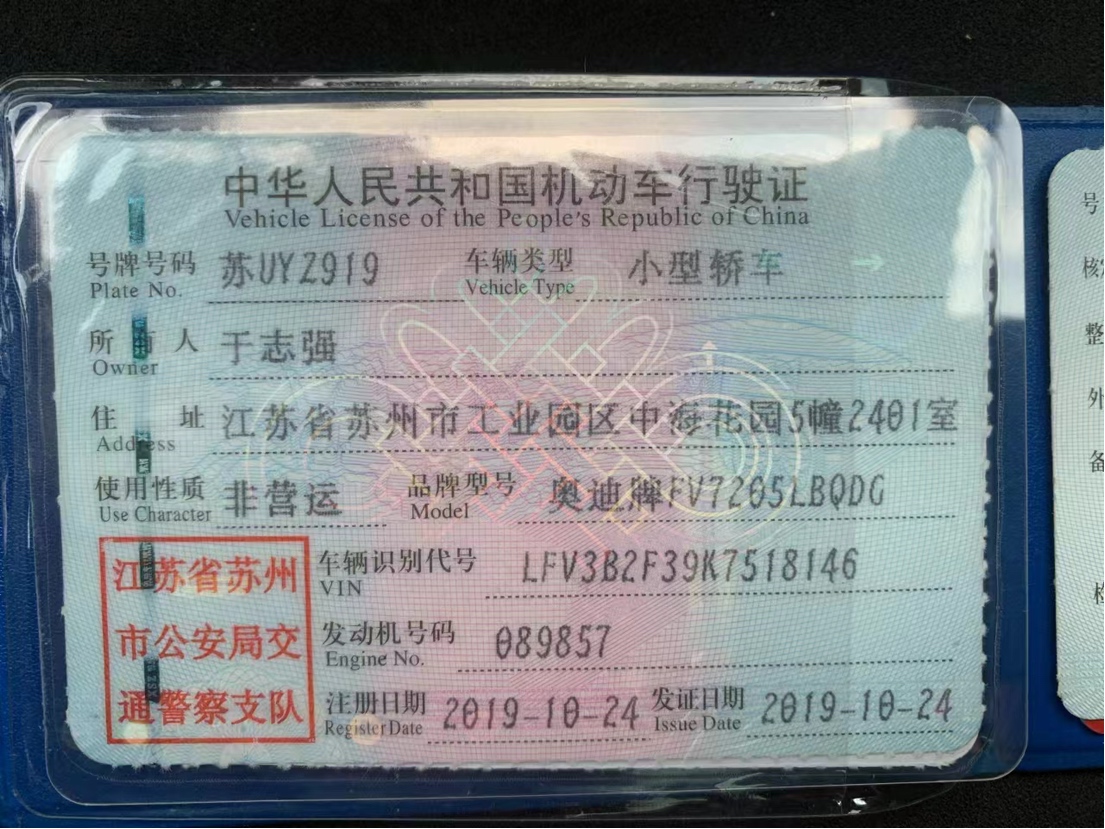 中华人民共和国机动车行驶证
Vehicle License of the People's Republic of China
号牌号码 苏UYZ919 车辆类型 小型轿车
Plate No. Vehicle Type
所有人 于志强
Owner
住址 江苏省苏州市工业园区中海花园5幢2401室
Address
使用性质 非营运 品牌型号 奥迪牌FV7205LBQDG
Use Character Model
车辆识别代号 LFV3B2F39K7518146
VIN
发动机号码 089857
Engine No.
注册日期 2019-10-24 发证日期 2019-10-24
Register Date Issue Date
江苏省苏州
市公安局交
通警察支队
号
核
整
外
备
检